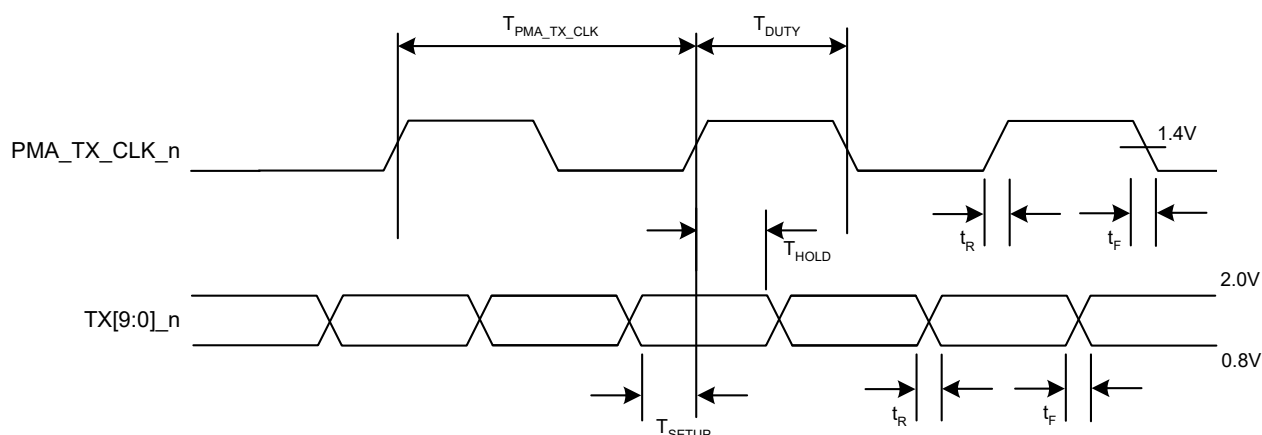 T_PMA_TX_CLK
T_DUTY
PMA_TX_CLK_n
1.4V
t_R
t_F
T_HOLD
2.0V
TX[9:0]_n
0.8V
t_R
t_F
T_SETUP